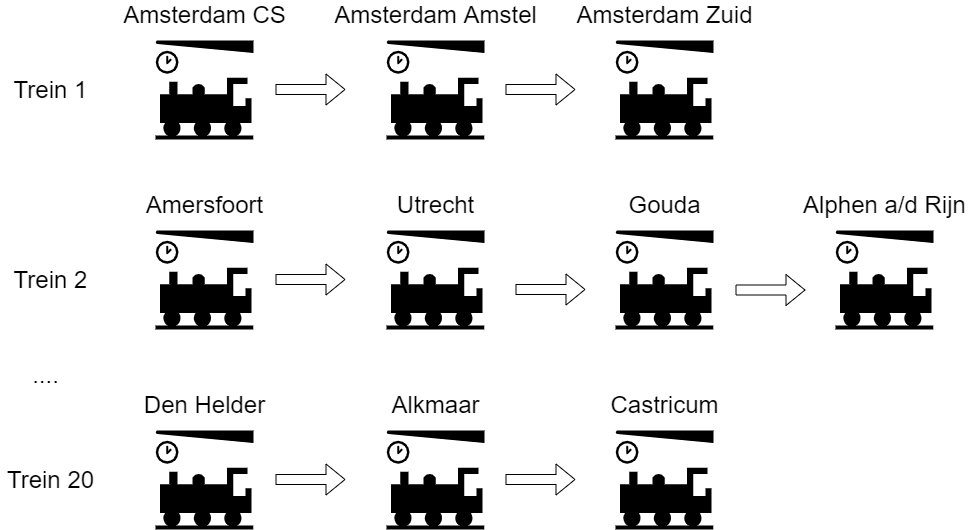 Amsterdam CS
Amsterdam Amstel
Amsterdam Zuid
Trein 1
Amersfoort
Utrecht
Gouda
Alphen a/d Rijn
Trein 2
....
Den Helder
Alkmaar
Castricum
Trein 20